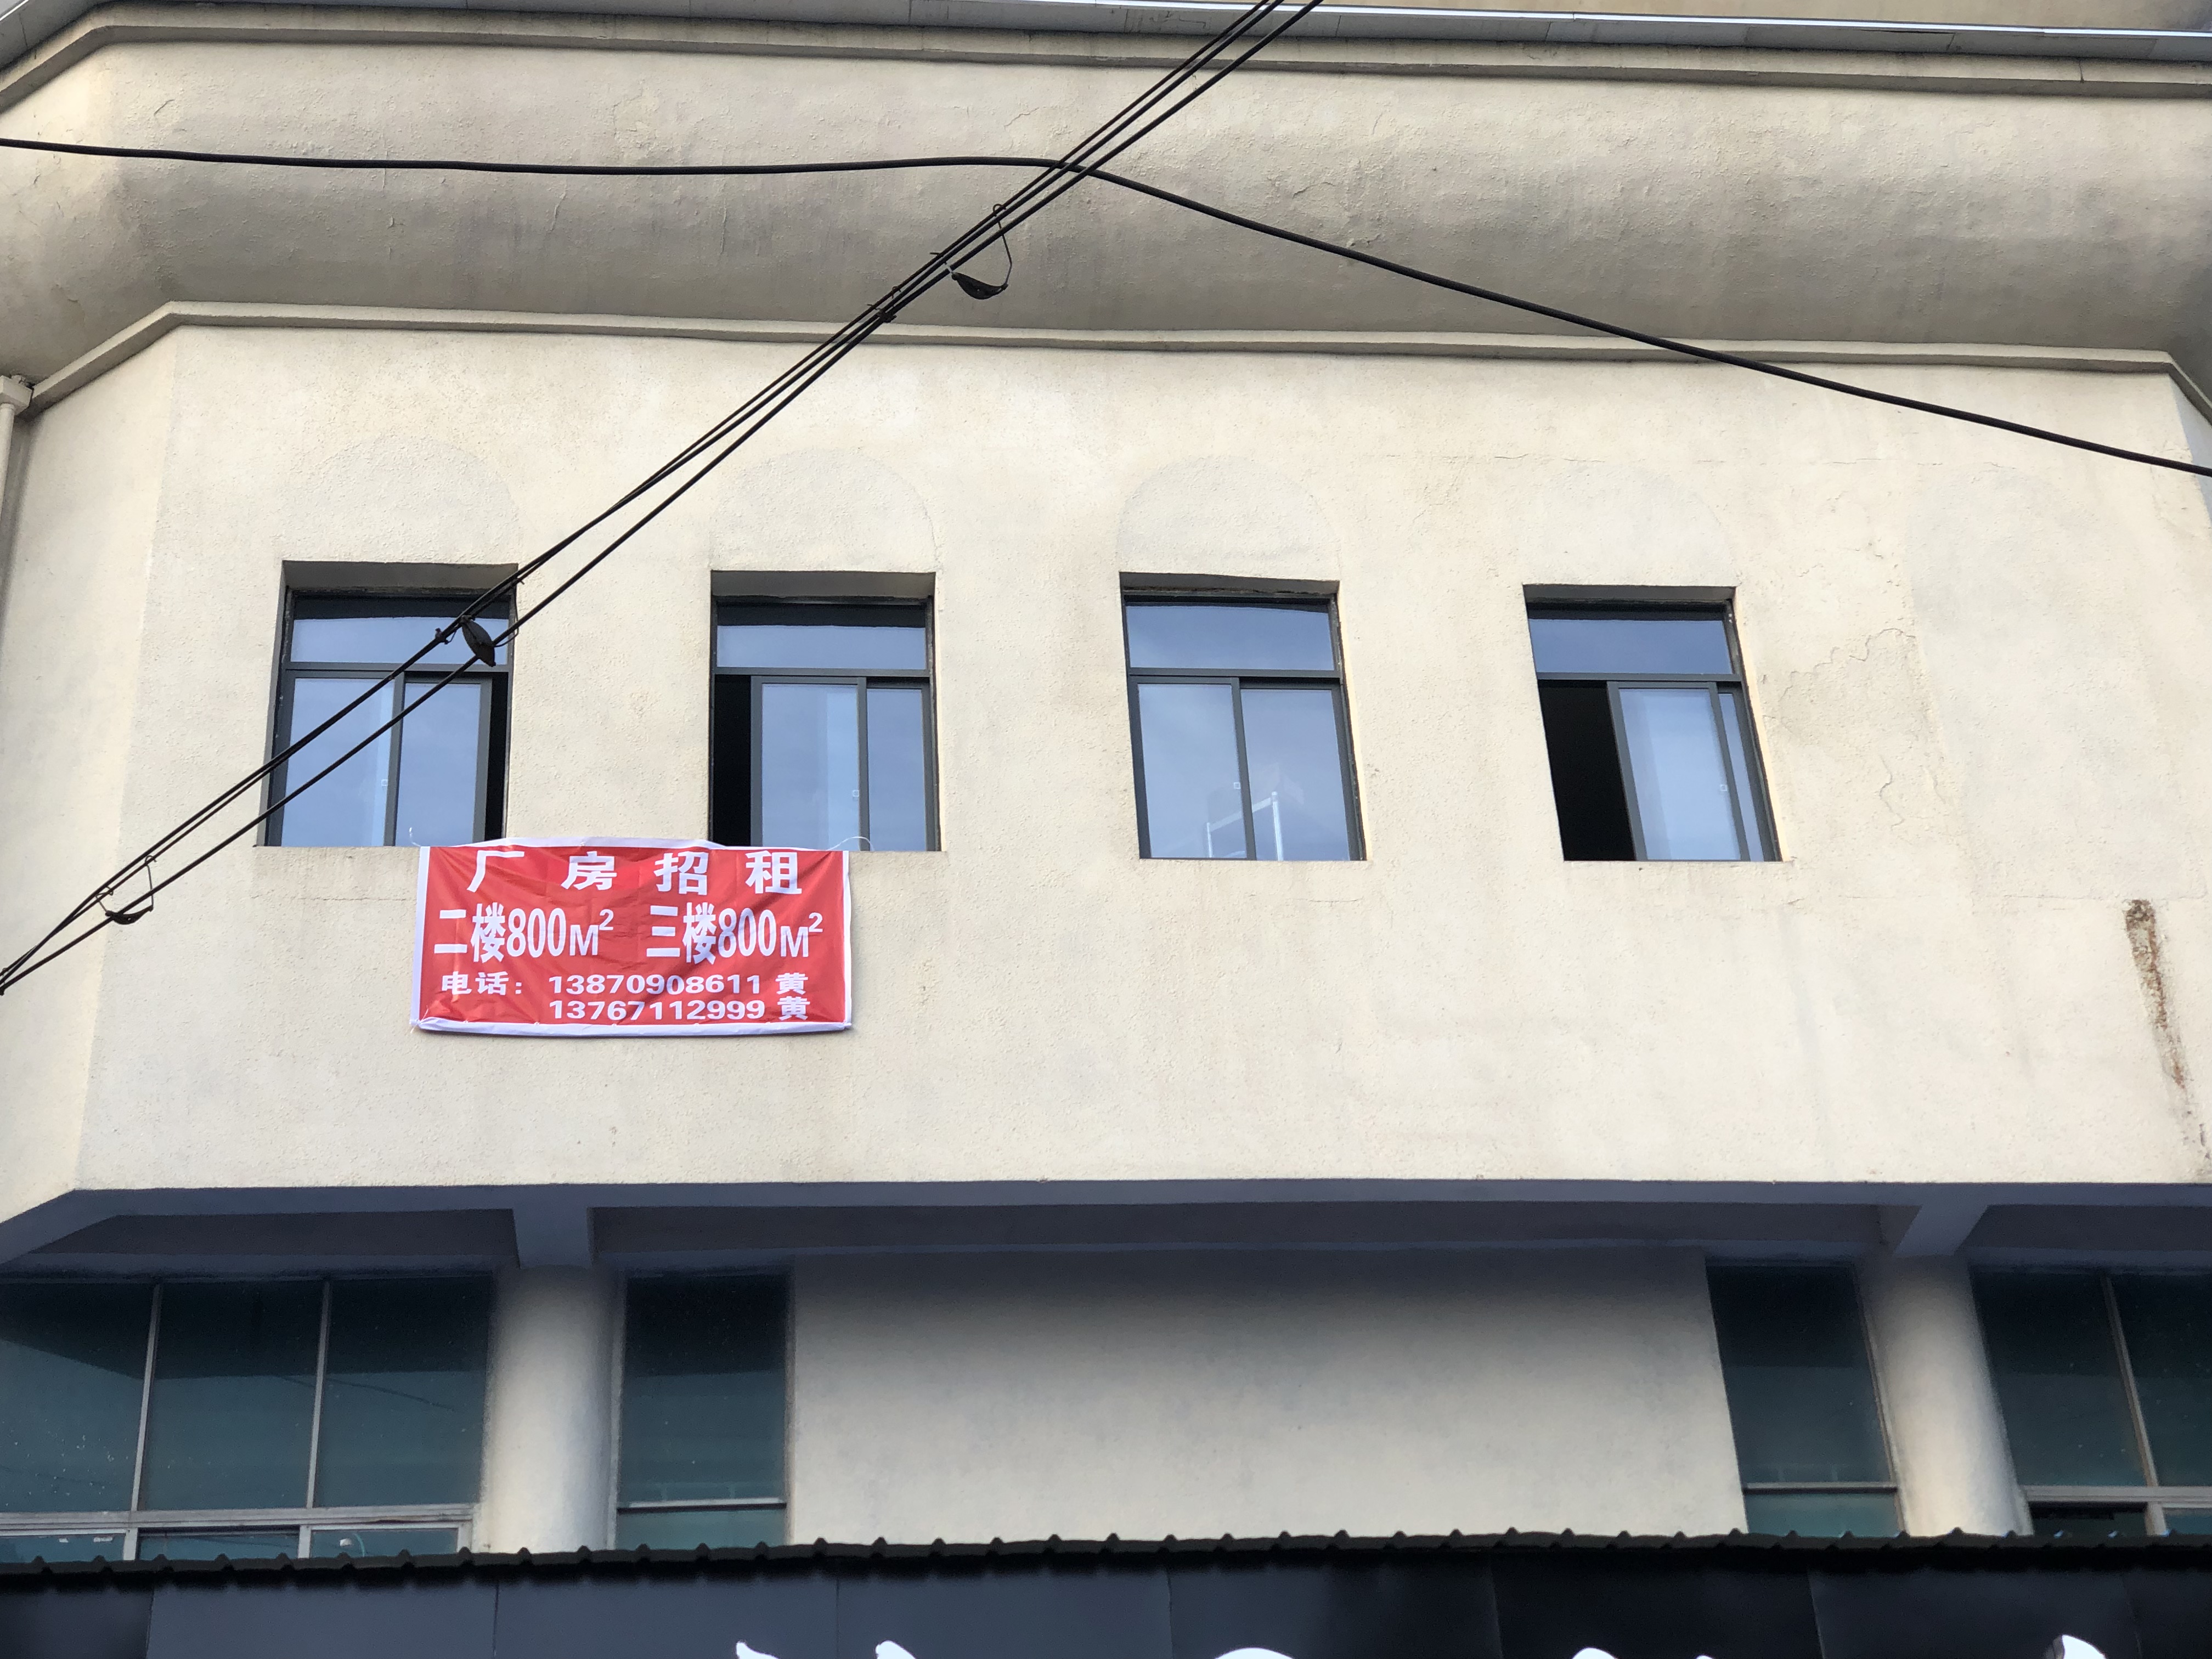 厂房招租
二楼800M² 三楼800M²
电话：13870908611 黄
13767112999 黄